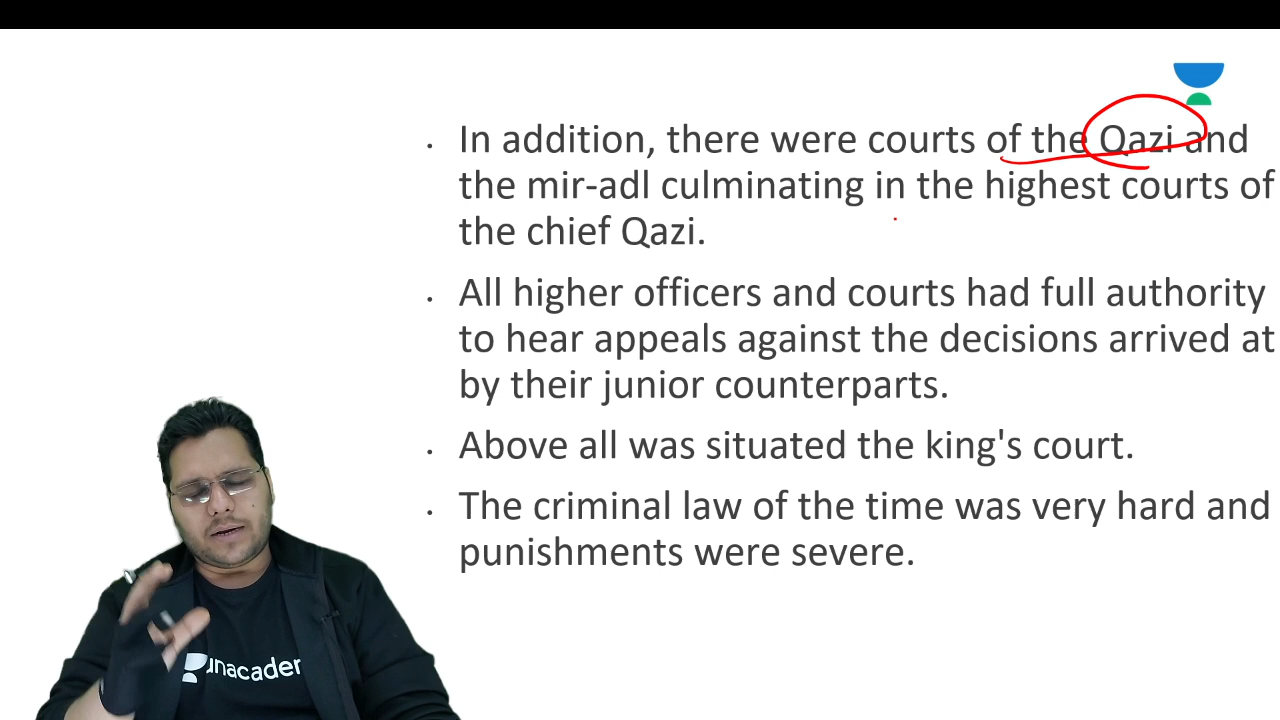 In addition, there were courts of the Qazi and
the mir-adl culminating in the highest courts of
the chief Qazi.
All higher officers and courts had full authority
to hear appeals against the decisions arrived at
by their junior counterparts.
Above all was situated the king's court.
The criminal law of the time was very hard and
punishments were severe.
unacader